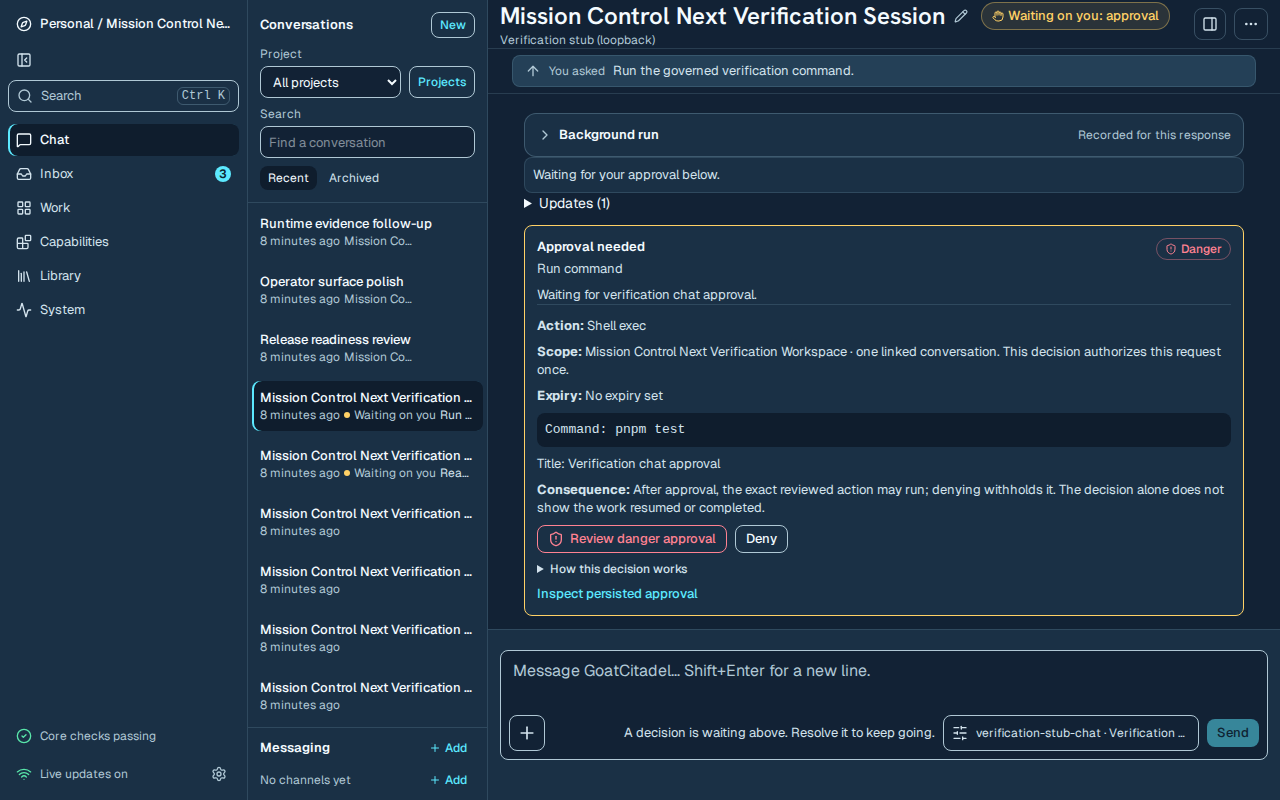 Personal / Mission Control Ne...
Search Ctrl K
Chat
Inbox 3
Work
Capabilities
Library
System
Core checks passing
Live updates on
Conversations New
Project
All projects Projects
Search
Find a conversation
Recent Archived
Runtime evidence follow-up
8 minutes ago Mission Co...
Operator surface polish
8 minutes ago Mission Co...
Release readiness review
8 minutes ago Mission Co...
Mission Control Next Verification ...
8 minutes ago Waiting on you Run ...
Mission Control Next Verification ...
8 minutes ago Waiting on you Rea...
Mission Control Next Verification ...
8 minutes ago
Mission Control Next Verification ...
8 minutes ago
Mission Control Next Verification ...
8 minutes ago
Mission Control Next Verification ...
8 minutes ago
Messaging + Add
No channels yet + Add
Mission Control Next Verification Session Waiting on you: approval
Verification stub (loopback)
You asked Run the governed verification command.
Background run Recorded for this response
Waiting for your approval below.
Updates (1)
Approval needed Danger
Run command
Waiting for verification chat approval.
Action: Shell exec
Scope: Mission Control Next Verification Workspace · one linked conversation. This decision authorizes this request
once.
Expiry: No expiry set
Command: pnpm test
Title: Verification chat approval
Consequence: After approval, the exact reviewed action may run; denying withholds it. The decision alone does not
show the work resumed or completed.
Review danger approval Deny
How this decision works
Inspect persisted approval
Message GoatCitadel... Shift+Enter for a new line.
A decision is waiting above. Resolve it to keep going. verification-stub-chat · Verification ... Send